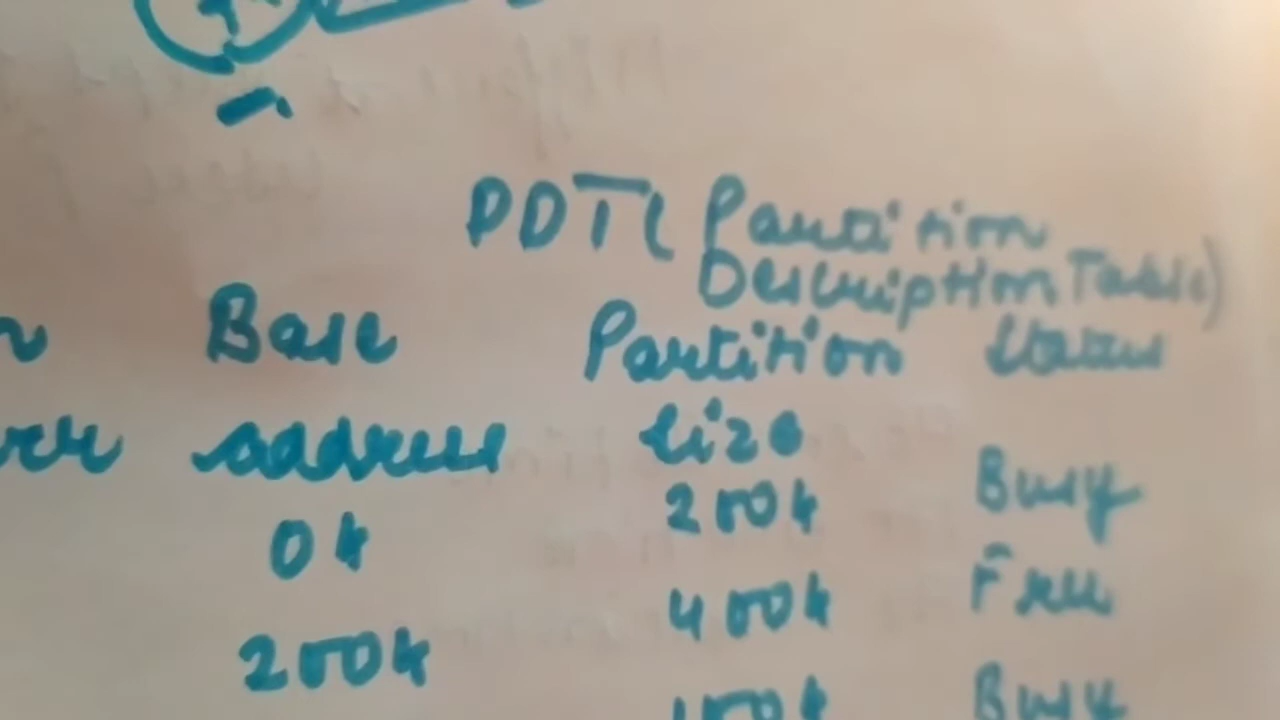 PDT ( Partition
Description Table)
Base Partition Status
address Size
0k 200k Busy
200k 400k Free
Busy